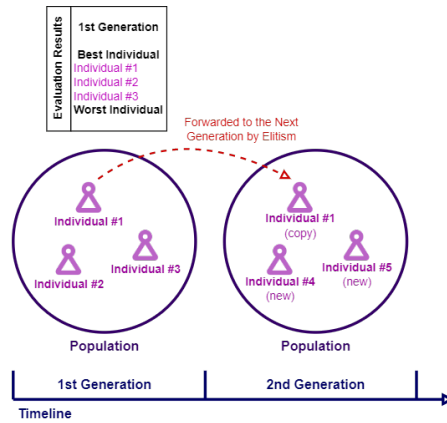 Evaluation Results
1st Generation
Best Individual
Individual #1
Individual #2
Individual #3
Worst Individual
Forwarded to the Next
Generation by Elitism
Individual #1
Individual #2
Individual #3
Individual #1
(copy)
Individual #4
(new)
Individual #5
(new)
Population
Population
1st Generation
2nd Generation
Timeline